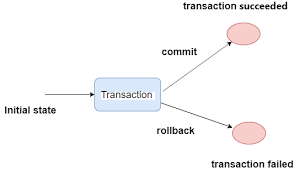 transaction succeeded
commit
Transaction
Initial state
rollback
transaction failed